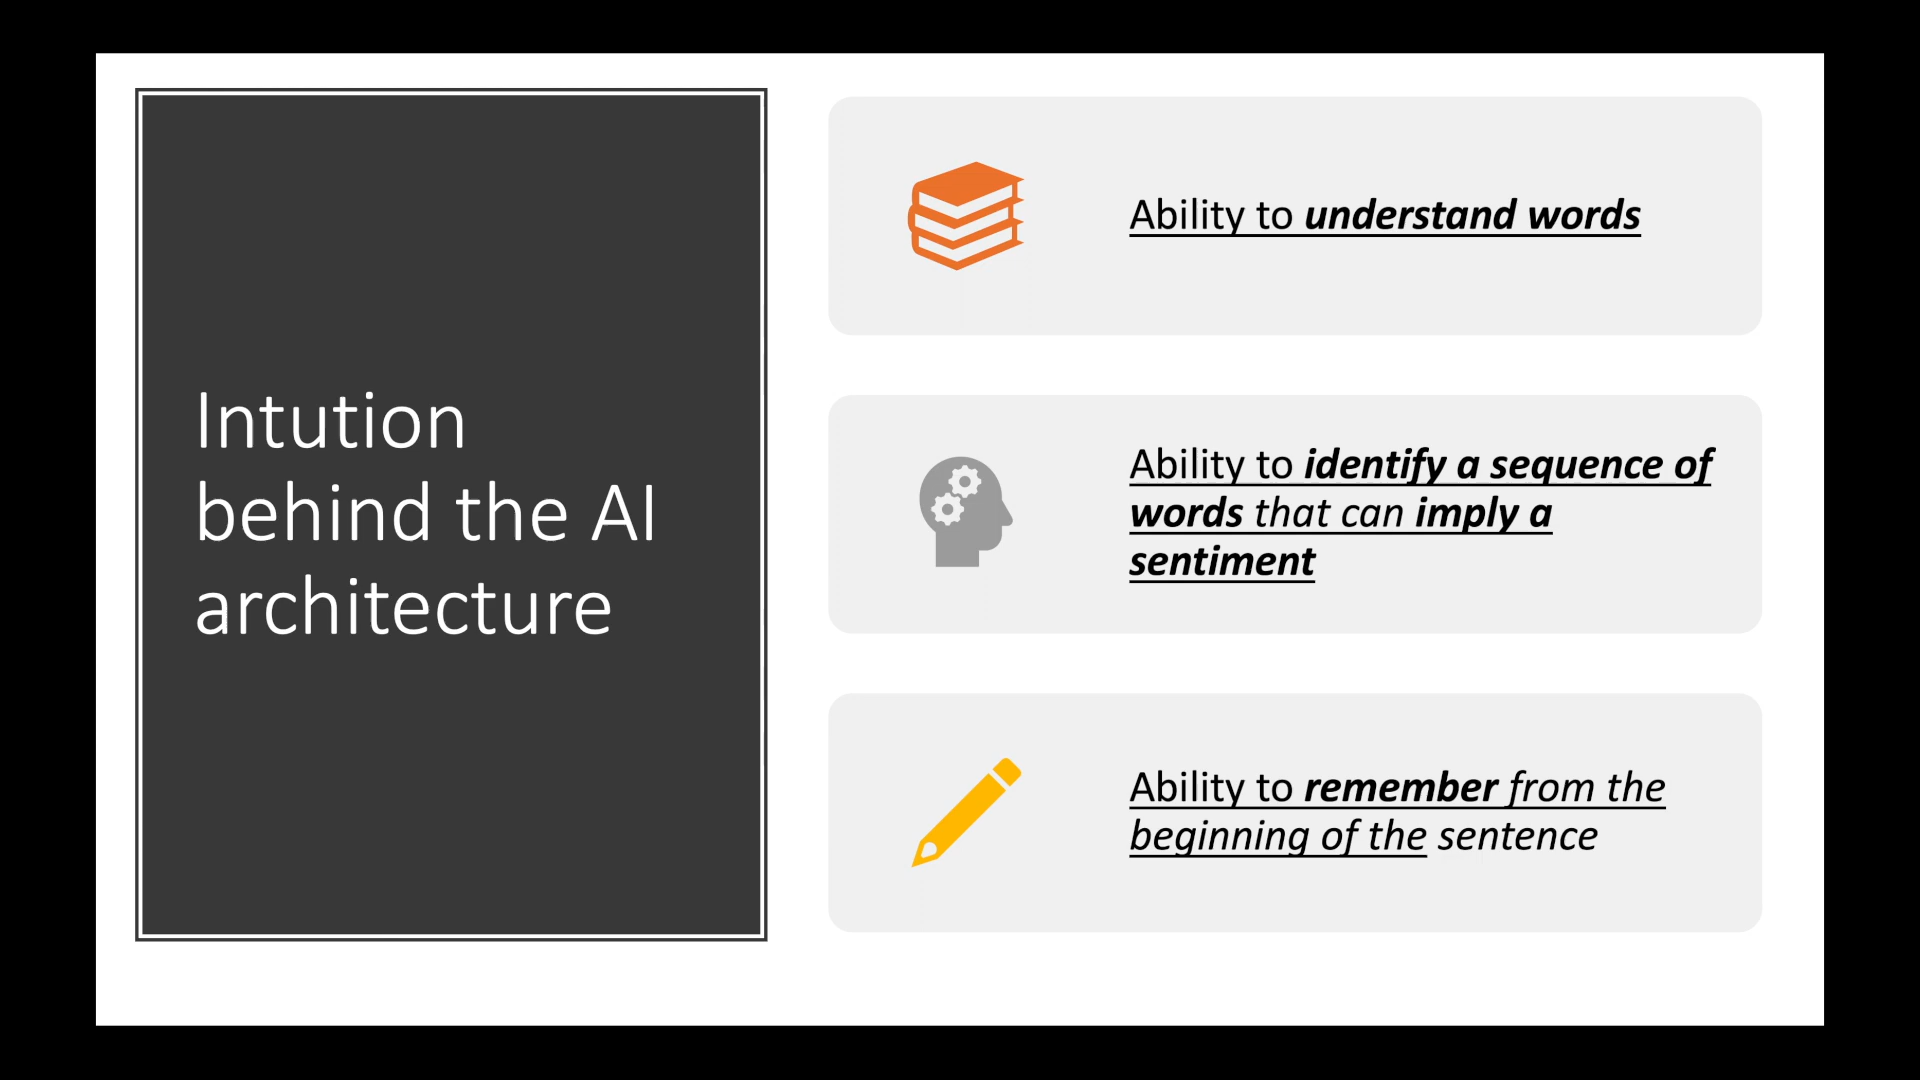 Intution
behind the AI
architecture
Ability to understand words
Ability to identify a sequence of
words that can imply a
sentiment
Ability to remember from the
beginning of the sentence